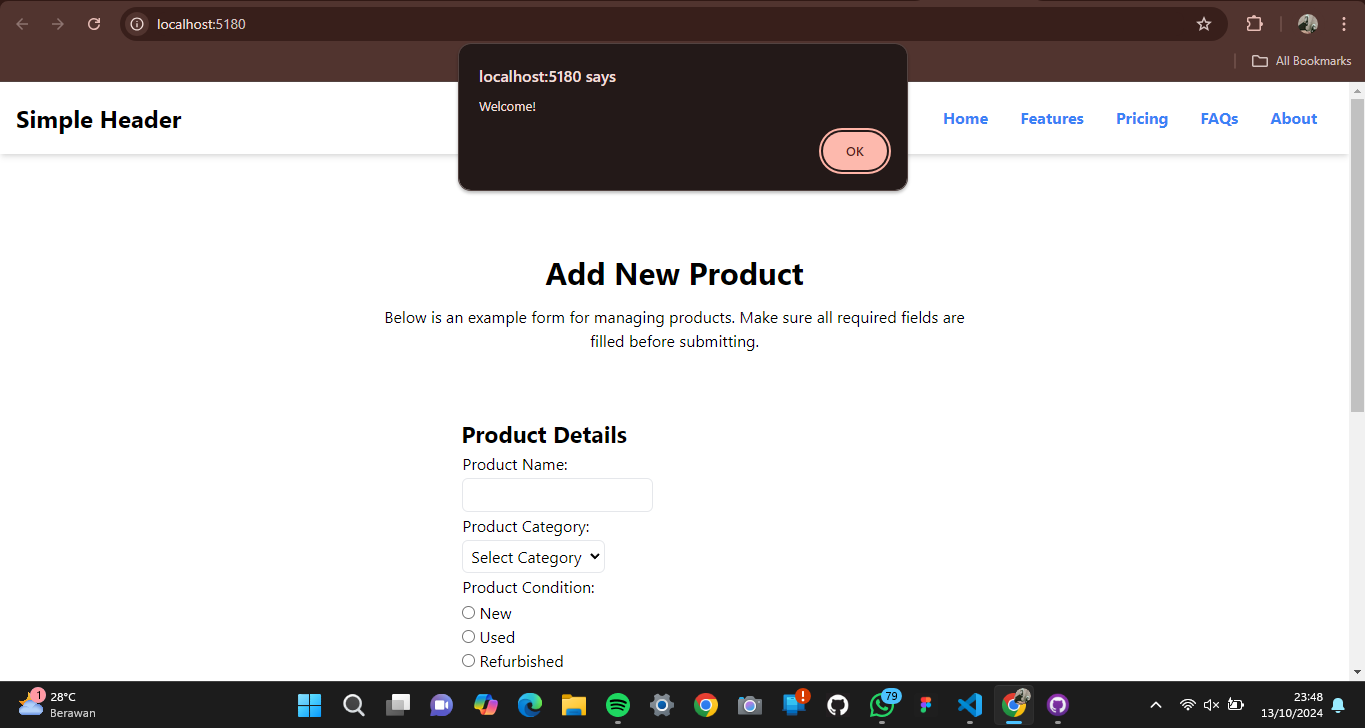 localhost:5180
All Bookmarks
localhost:5180 says
Welcome!
OK
Simple Header
Home Features Pricing FAQs About
Add New Product
Below is an example form for managing products. Make sure all required fields are
filled before submitting.
Product Details
Product Name:
Product Category:
Select Category
Product Condition:
New
Used
Refurbished
1
28°C
Berawan
79
23:48
13/10/2024